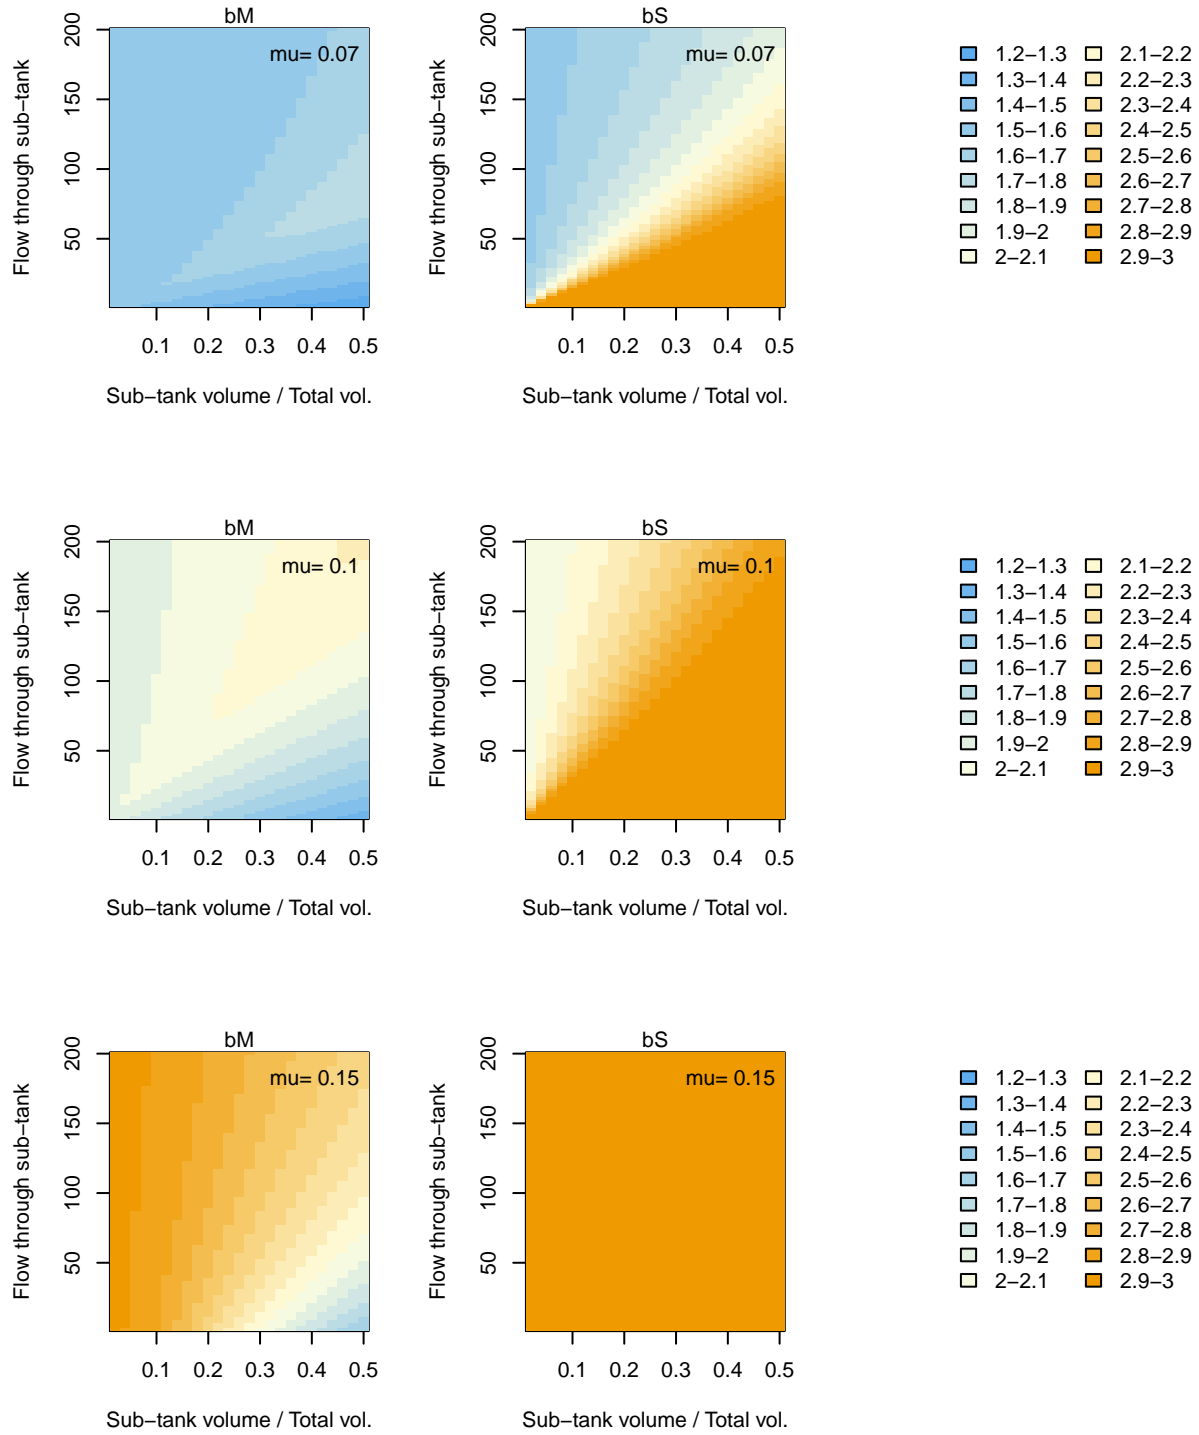 bM
bS
mu= 0.07
mu= 0.07
Flow through sub−tank
200
150
100
50
0.1 0.2 0.3 0.4 0.5
Sub−tank volume / Total vol.
Flow through sub−tank
200
150
100
50
0.1 0.2 0.3 0.4 0.5
Sub−tank volume / Total vol.
1.2−1.3 2.1−2.2
1.3−1.4 2.2−2.3
1.4−1.5 2.3−2.4
1.5−1.6 2.4−2.5
1.6−1.7 2.5−2.6
1.7−1.8 2.6−2.7
1.8−1.9 2.7−2.8
1.9−2 2.8−2.9
2−2.1 2.9−3
bM
bS
mu= 0.1
mu= 0.1
Flow through sub−tank
200
150
100
50
0.1 0.2 0.3 0.4 0.5
Sub−tank volume / Total vol.
Flow through sub−tank
200
150
100
50
0.1 0.2 0.3 0.4 0.5
Sub−tank volume / Total vol.
1.2−1.3 2.1−2.2
1.3−1.4 2.2−2.3
1.4−1.5 2.3−2.4
1.5−1.6 2.4−2.5
1.6−1.7 2.5−2.6
1.7−1.8 2.6−2.7
1.8−1.9 2.7−2.8
1.9−2 2.8−2.9
2−2.1 2.9−3
bM
bS
mu= 0.15
mu= 0.15
Flow through sub−tank
200
150
100
50
0.1 0.2 0.3 0.4 0.5
Sub−tank volume / Total vol.
Flow through sub−tank
200
150
100
50
0.1 0.2 0.3 0.4 0.5
Sub−tank volume / Total vol.
1.2−1.3 2.1−2.2
1.3−1.4 2.2−2.3
1.4−1.5 2.3−2.4
1.5−1.6 2.4−2.5
1.6−1.7 2.5−2.6
1.7−1.8 2.6−2.7
1.8−1.9 2.7−2.8
1.9−2 2.8−2.9
2−2.1 2.9−3